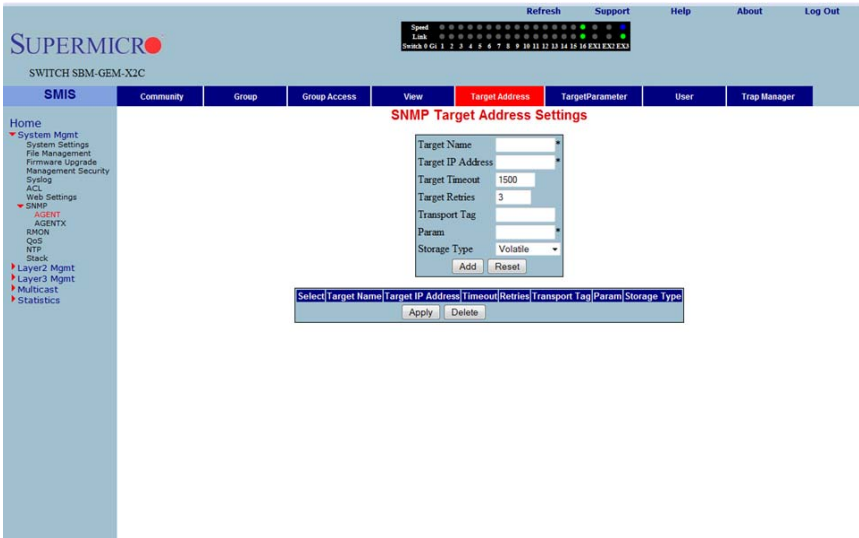 Refresh Support Help About Log Out
Speed
Link
Switch 0 Gi 1 2 3 4 5 6 7 8 9 10 11 12 13 14 15 16 EX1 EX2 EX3
SUPERMICRO
SWITCH SBM-GEM-X2C
SMIS
Community Group Group Access View Target Address TargetParameter User Trap Manager
Home
System Mgmt
System Settings
File Management
Firmware Upgrade
Management Security
Syslog
ACL
Web Settings
SNMP
AGENT
AGENTX
RMON
QoS
NTP
Stack
Layer2 Mgmt
Layer3 Mgmt
Multicast
Statistics
SNMP Target Address Settings
Target Name *
Target IP Address *
Target Timeout 1500
Target Retries 3
Transport Tag
Param *
Storage Type Volatile
Add Reset
Select Target Name Target IP Address Timeout Retries Transport Tag Param Storage Type
Apply Delete